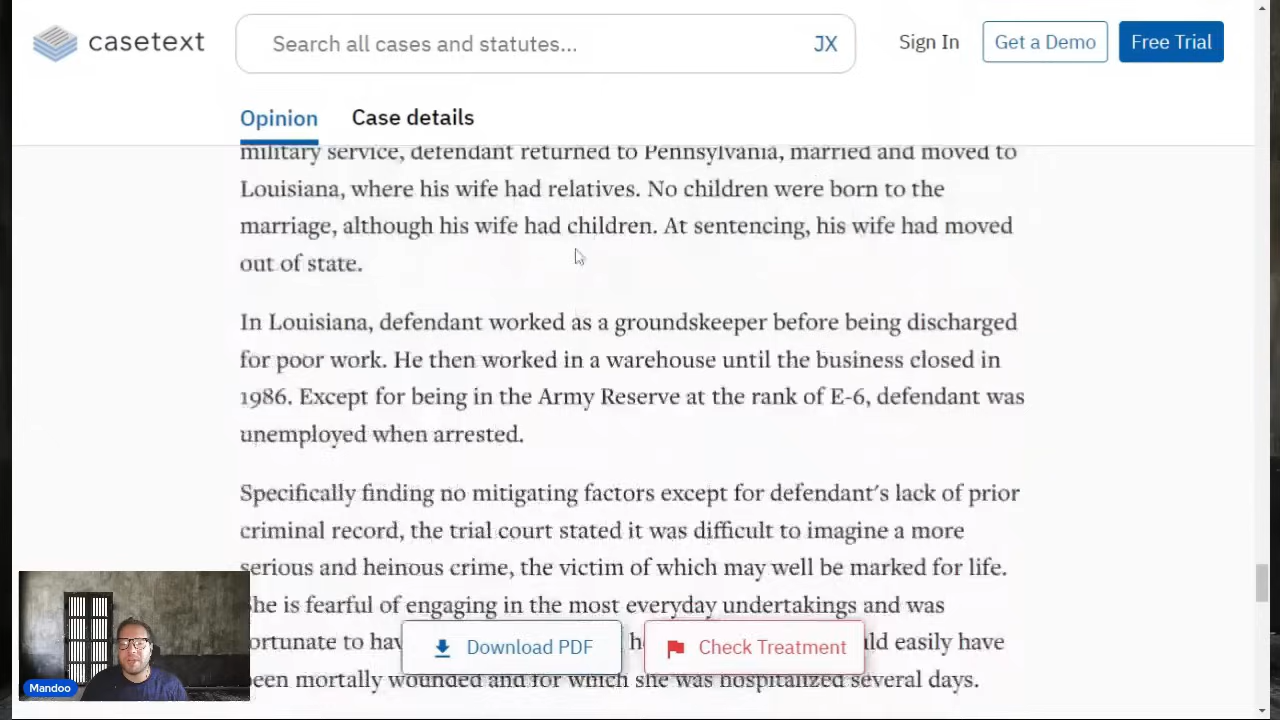 casetext
Search all cases and statutes...
JX
Sign In
Get a Demo
Free Trial
Opinion
Case details
military service, defendant returned to Pennsylvania, married and moved to
Louisiana, where his wife had relatives. No children were born to the
marriage, although his wife had children. At sentencing, his wife had moved
out of state.
In Louisiana, defendant worked as a groundskeeper before being discharged
for poor work. He then worked in a warehouse until the business closed in
1986. Except for being in the Army Reserve at the rank of E-6, defendant was
unemployed when arrested.
Specifically finding no mitigating factors except for defendant's lack of prior
criminal record, the trial court stated it was difficult to imagine a more
serious and heinous crime, the victim of which may well be marked for life.
She is fearful of engaging in the most everyday undertakings and was
easily have
been mortally wounded and for which she was hospitalized several days.
Download PDF
Check Treatment
Mandoo